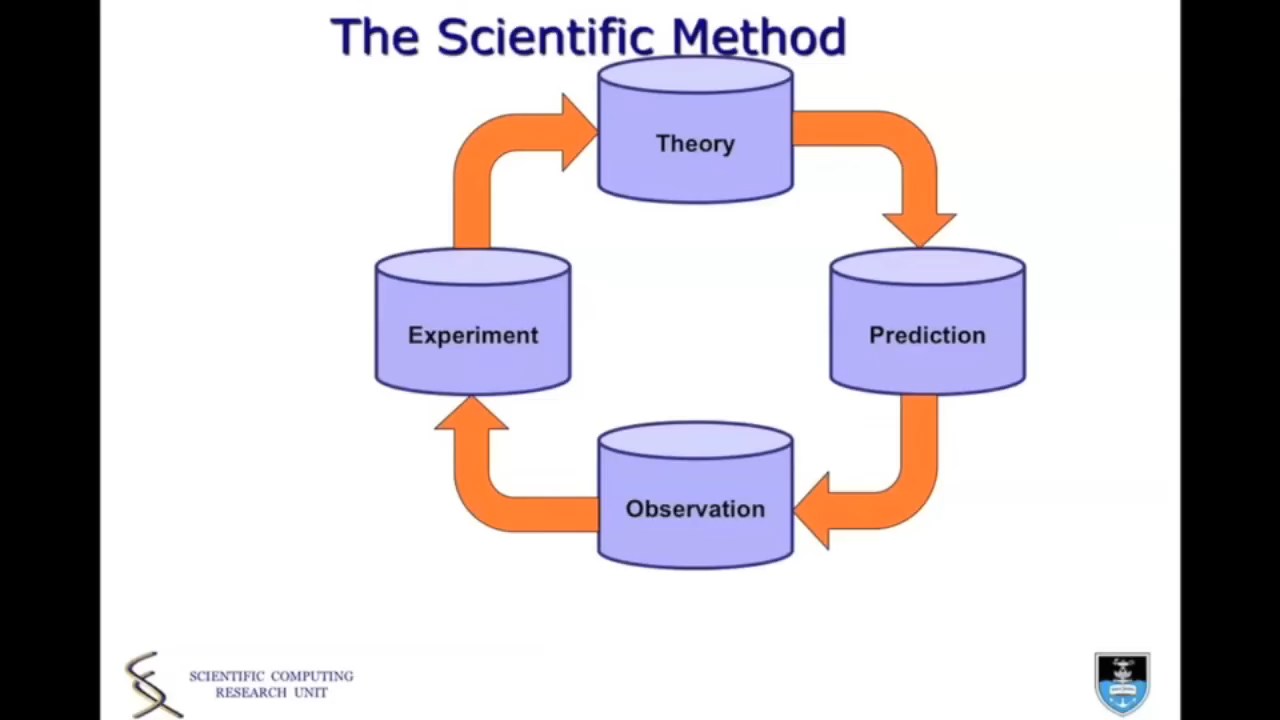 The Scientific Method
Theory
Experiment
Prediction
Observation
SCIENTIFIC COMPUTING
RESEARCH UNIT